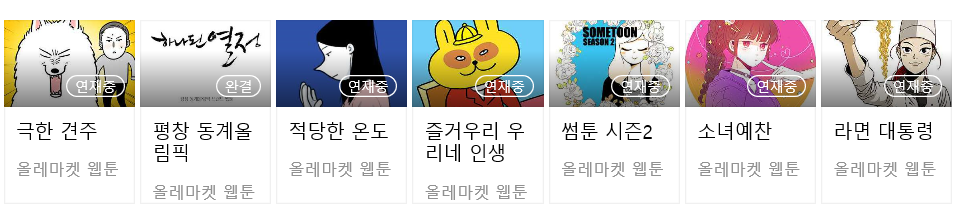 하나된 열정
SOMETOON
SEASON 2
연재중
완결
연재중
연재중
연재중
연재중
연재중
극한 견주
올레마켓 웹툰
평창 동계올
림픽
올레마켓 웹툰
적당한 온도
올레마켓 웹툰
즐거우리 우
리네 인생
올레마켓 웹툰
썸툰 시즌2
올레마켓 웹툰
소녀예찬
올레마켓 웹툰
라면 대통령
올레마켓 웹툰